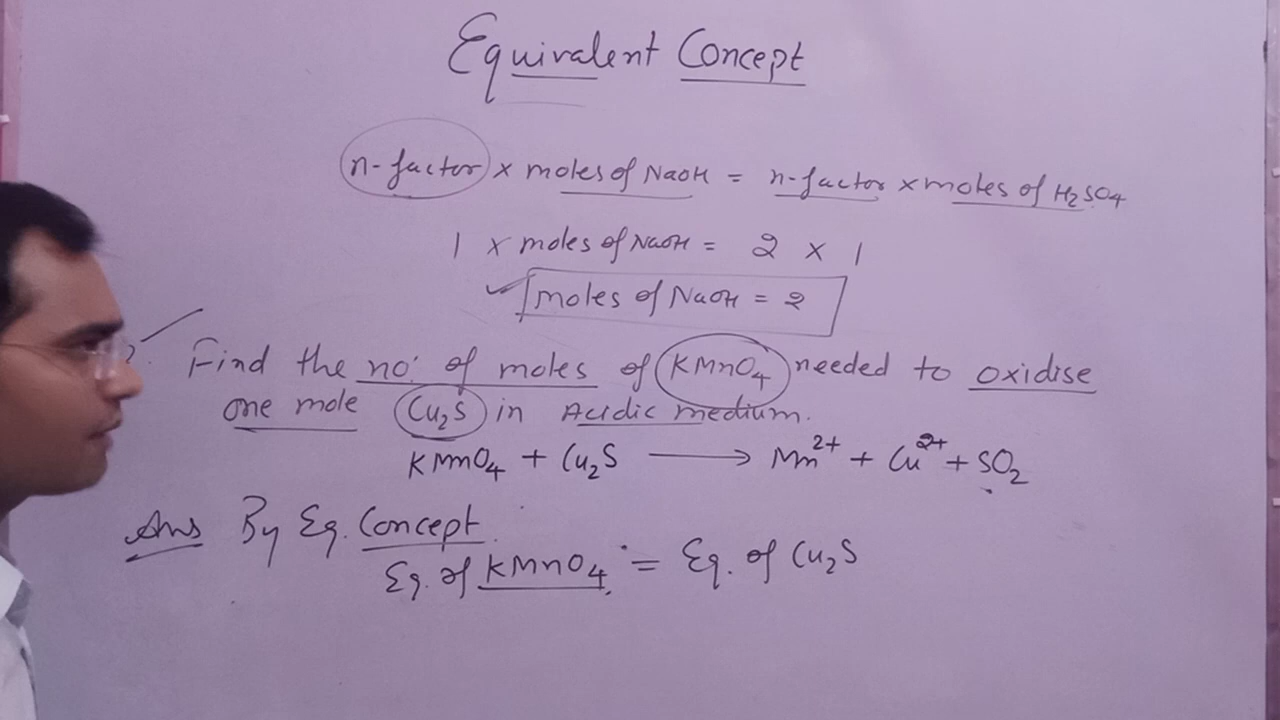 Equivalent Concept
n-factor × moles of NaOH = n-factor × moles of H₂SO₄
1 × moles of NaOH = 2 × 1
moles of NaOH = 2
Find the no. of moles of KMnO₄ needed to oxidise
one mole Cu₂S in Acidic medium.
KMnO₄ + Cu₂S ⟶ Mn²⁺ + Cu²⁺ + SO₂
Ans By Eq. Concept
Eq. of KMnO₄ = Eq. of Cu₂S